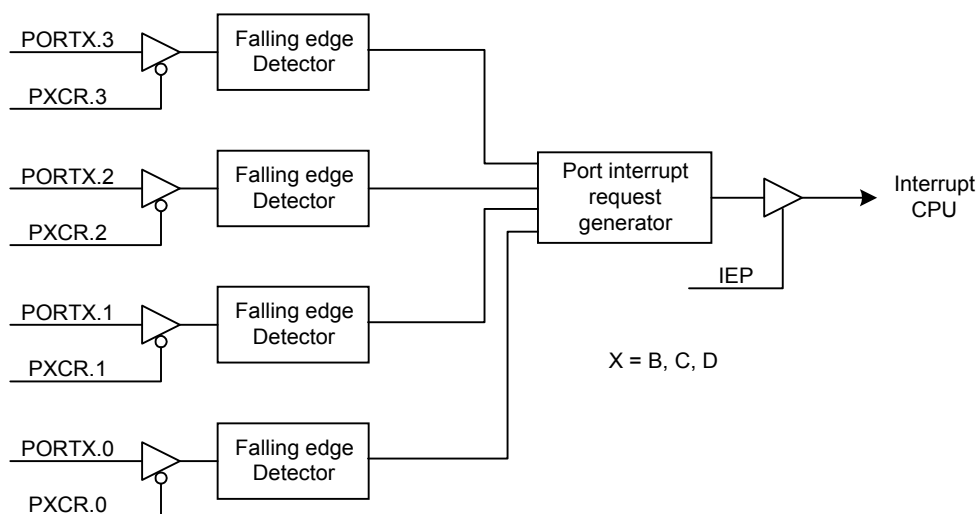 PORTX.3
PXCR.3
Falling edge
Detector
PORTX.2
PXCR.2
Falling edge
Detector
PORTX.1
PXCR.1
Falling edge
Detector
PORTX.0
PXCR.0
Falling edge
Detector
Port interrupt
request
generator
IEP
Interrupt
CPU
X = B, C, D